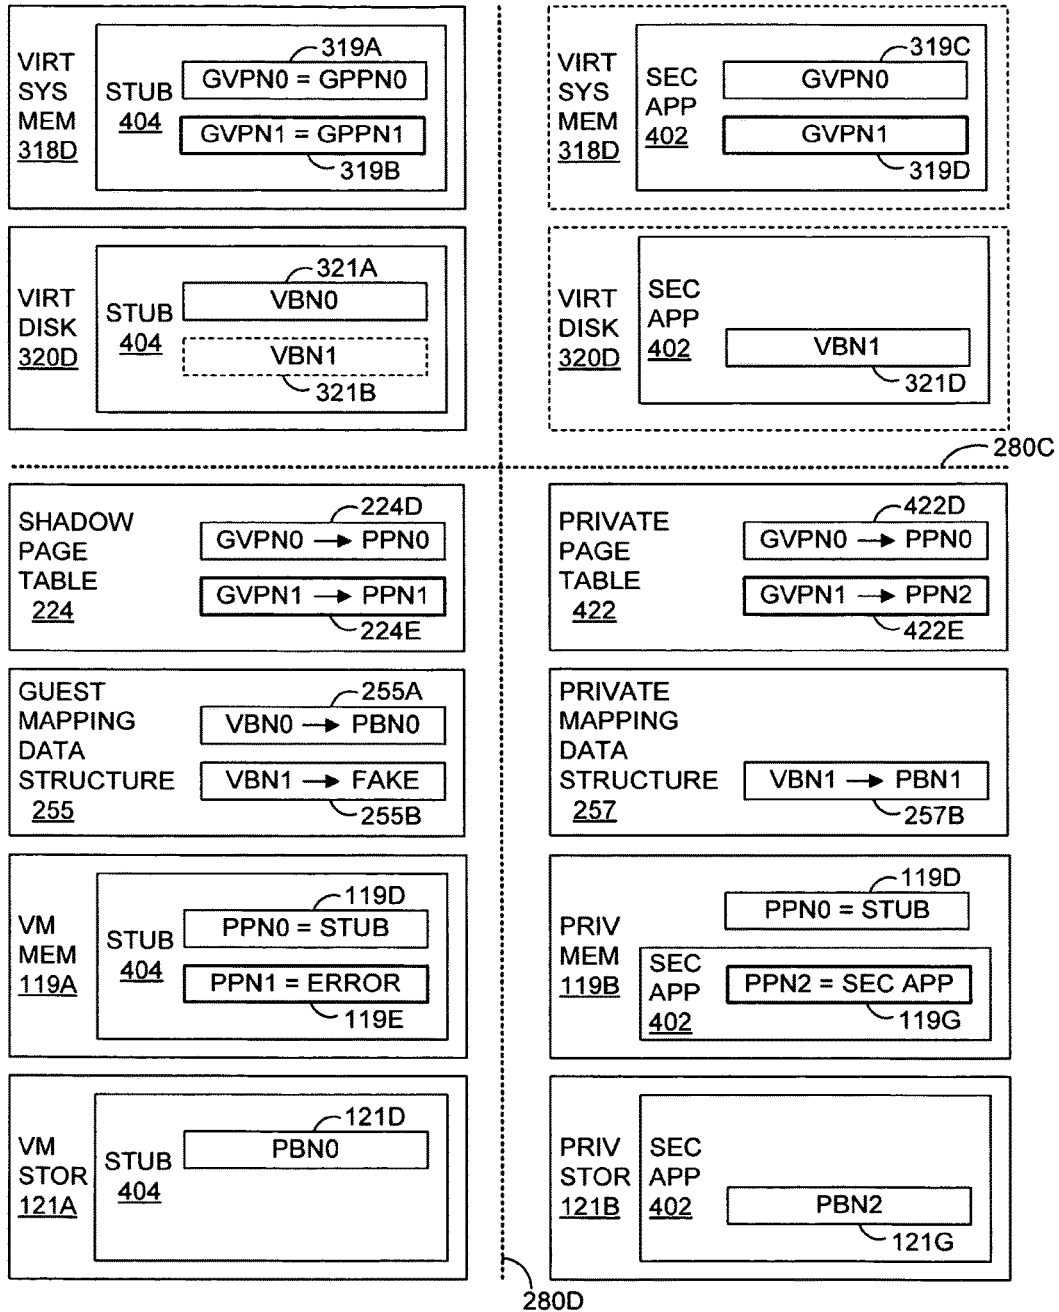 VIRT
SYS
MEM
318D
STUB
404
319A
GVPN0 = GPPN0
GVPN1 = GPPN1
319B
VIRT
SYS
MEM
318D
SEC
APP
402
319C
GVPN0
GVPN1
319D
VIRT
DISK
320D
STUB
404
321A
VBN0
VBN1
321B
VIRT
DISK
320D
SEC
APP
402
VBN1
321D
280C
SHADOW
PAGE
TABLE
224
224D
GVPN0 → PPN0
GVPN1 → PPN1
224E
PRIVATE
PAGE
TABLE
422
422D
GVPN0 → PPN0
GVPN1 → PPN2
422E
GUEST
MAPPING
DATA
STRUCTURE
255
255A
VBN0 → PBN0
VBN1 → FAKE
255B
PRIVATE
MAPPING
DATA
STRUCTURE
257
VBN1 → PBN1
257B
VM
MEM
119A
STUB
404
119D
PPN0 = STUB
PPN1 = ERROR
119E
PRIV
MEM
119B
119D
PPN0 = STUB
SEC
APP
402
PPN2 = SEC APP
119G
VM
STOR
121A
STUB
404
121D
PBN0
PRIV
STOR
121B
SEC
APP
402
PBN2
121G
280D